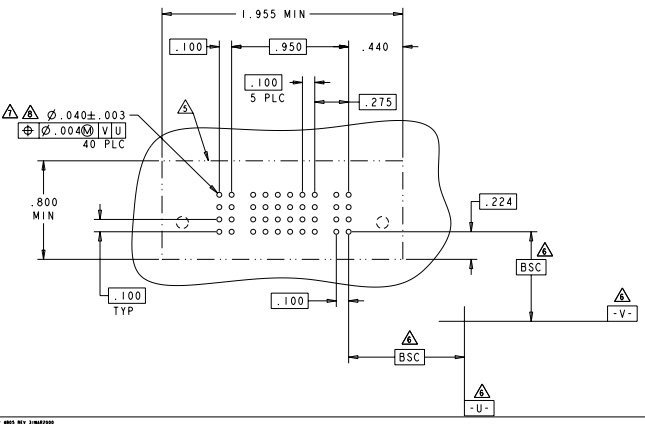 1.955 MIN
.100
.950
.440
.100
5 PLC
.275
7 8 Ø.040±.003
5
⌖ Ø.004Ⓜ V U
40 PLC
.800
MIN
.224
6
BSC
.100
TYP
.100
6
-V-
6
BSC
6
-U-
REV 31MAR2000